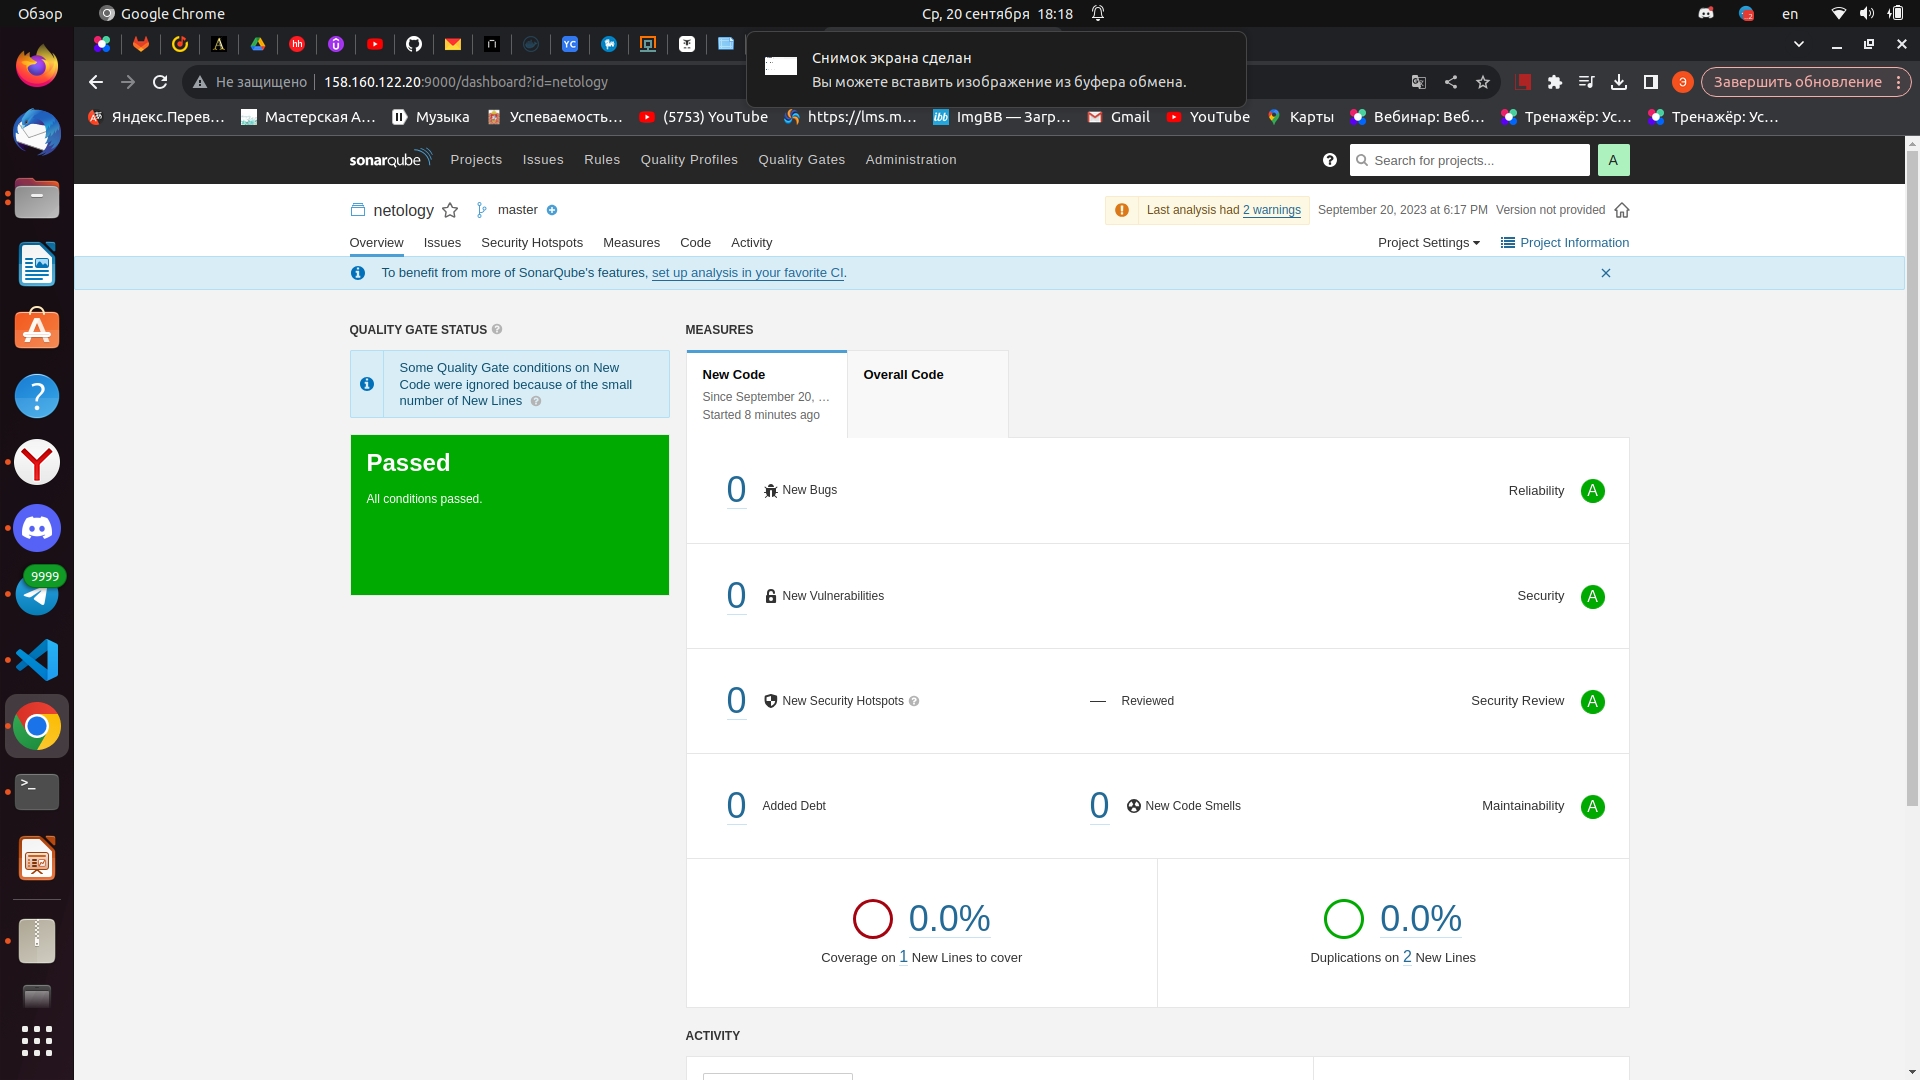 Обзор
Google Chrome
Ср, 20 сентября 18:18
en
Снимок экрана сделан
Вы можете вставить изображение из буфера обмена.
Не защищено
158.160.122.20:9000/dashboard?id=netology
Завершить обновление
Яндекс.Перев…
Мастерская А…
Музыка
Успеваемость…
(5753) YouTube
https://lms.m…
ImgBB — Загр…
Gmail
YouTube
Карты
Вебинар: Веб…
Тренажёр: Ус…
Тренажёр: Ус…
sonarqube
Projects
Issues
Rules
Quality Profiles
Quality Gates
Administration
Search for projects...
A
netology
master
Last analysis had 2 warnings
September 20, 2023 at 6:17 PM
Version not provided
Overview
Issues
Security Hotspots
Measures
Code
Activity
Project Settings
Project Information
To benefit from more of SonarQube's features, set up analysis in your favorite CI.
QUALITY GATE STATUS
MEASURES
Some Quality Gate conditions on New
Code were ignored because of the small
number of New Lines
Passed
All conditions passed.
New Code
Since September 20, …
Started 8 minutes ago
Overall Code
0 New Bugs
Reliability A
0 New Vulnerabilities
Security A
0 New Security Hotspots
— Reviewed
Security Review A
0 Added Debt
0 New Code Smells
Maintainability A
0.0%
Coverage on 1 New Lines to cover
0.0%
Duplications on 2 New Lines
ACTIVITY
9999